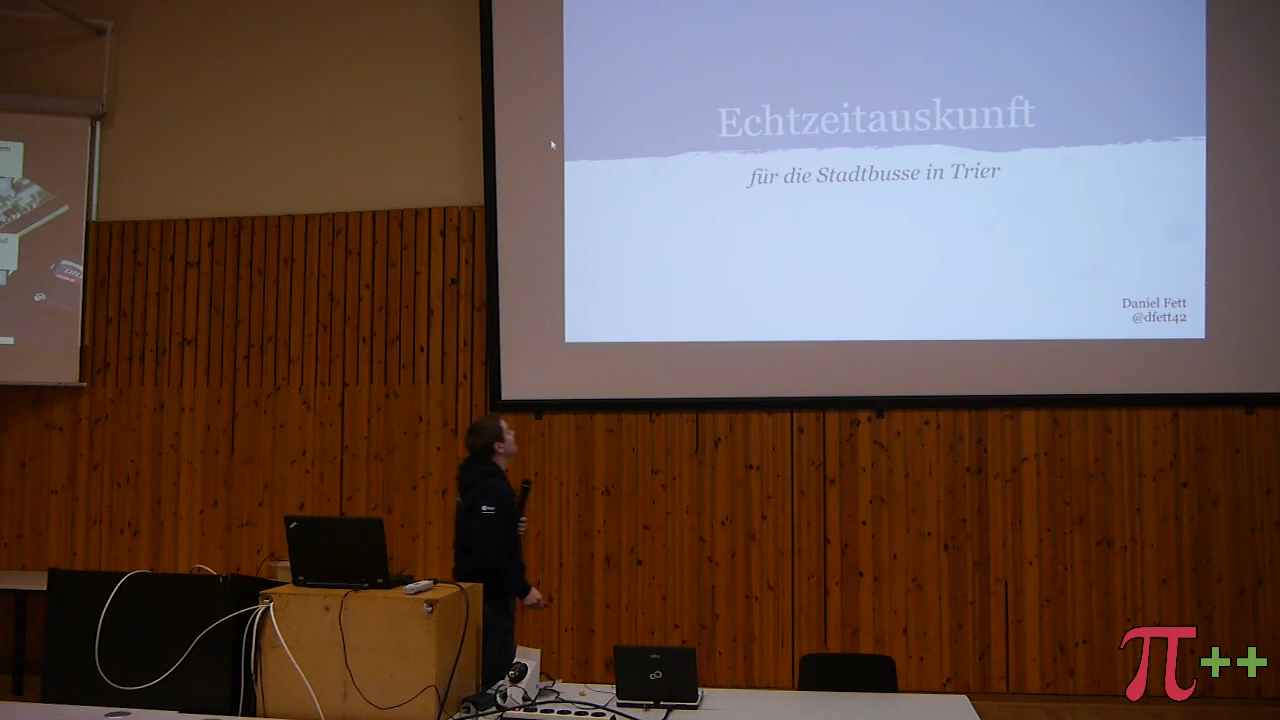 Echtzeitauskunft
für die Stadtbusse in Trier
Daniel Fett
@dfett42
π++